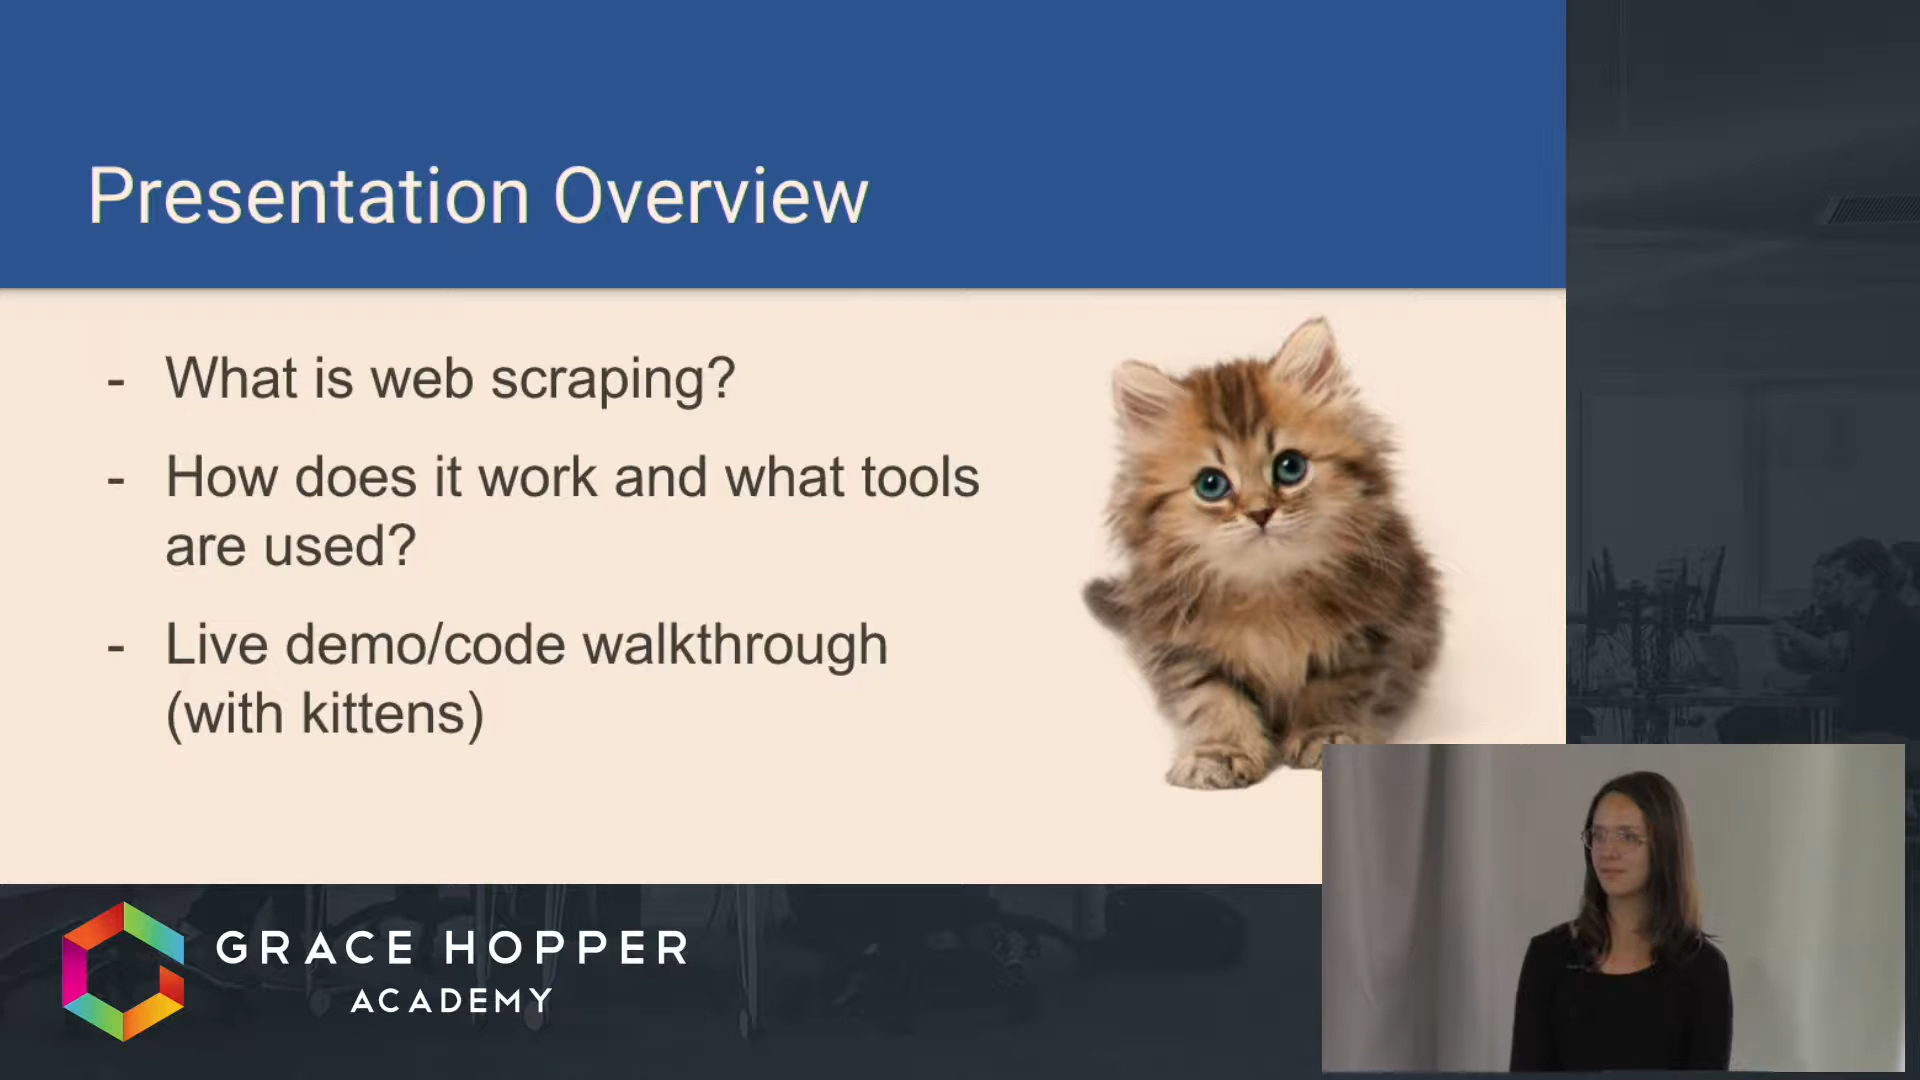 Presentation Overview
- What is web scraping?
- How does it work and what tools
are used?
- Live demo/code walkthrough
(with kittens)
GRACE HOPPER
ACADEMY